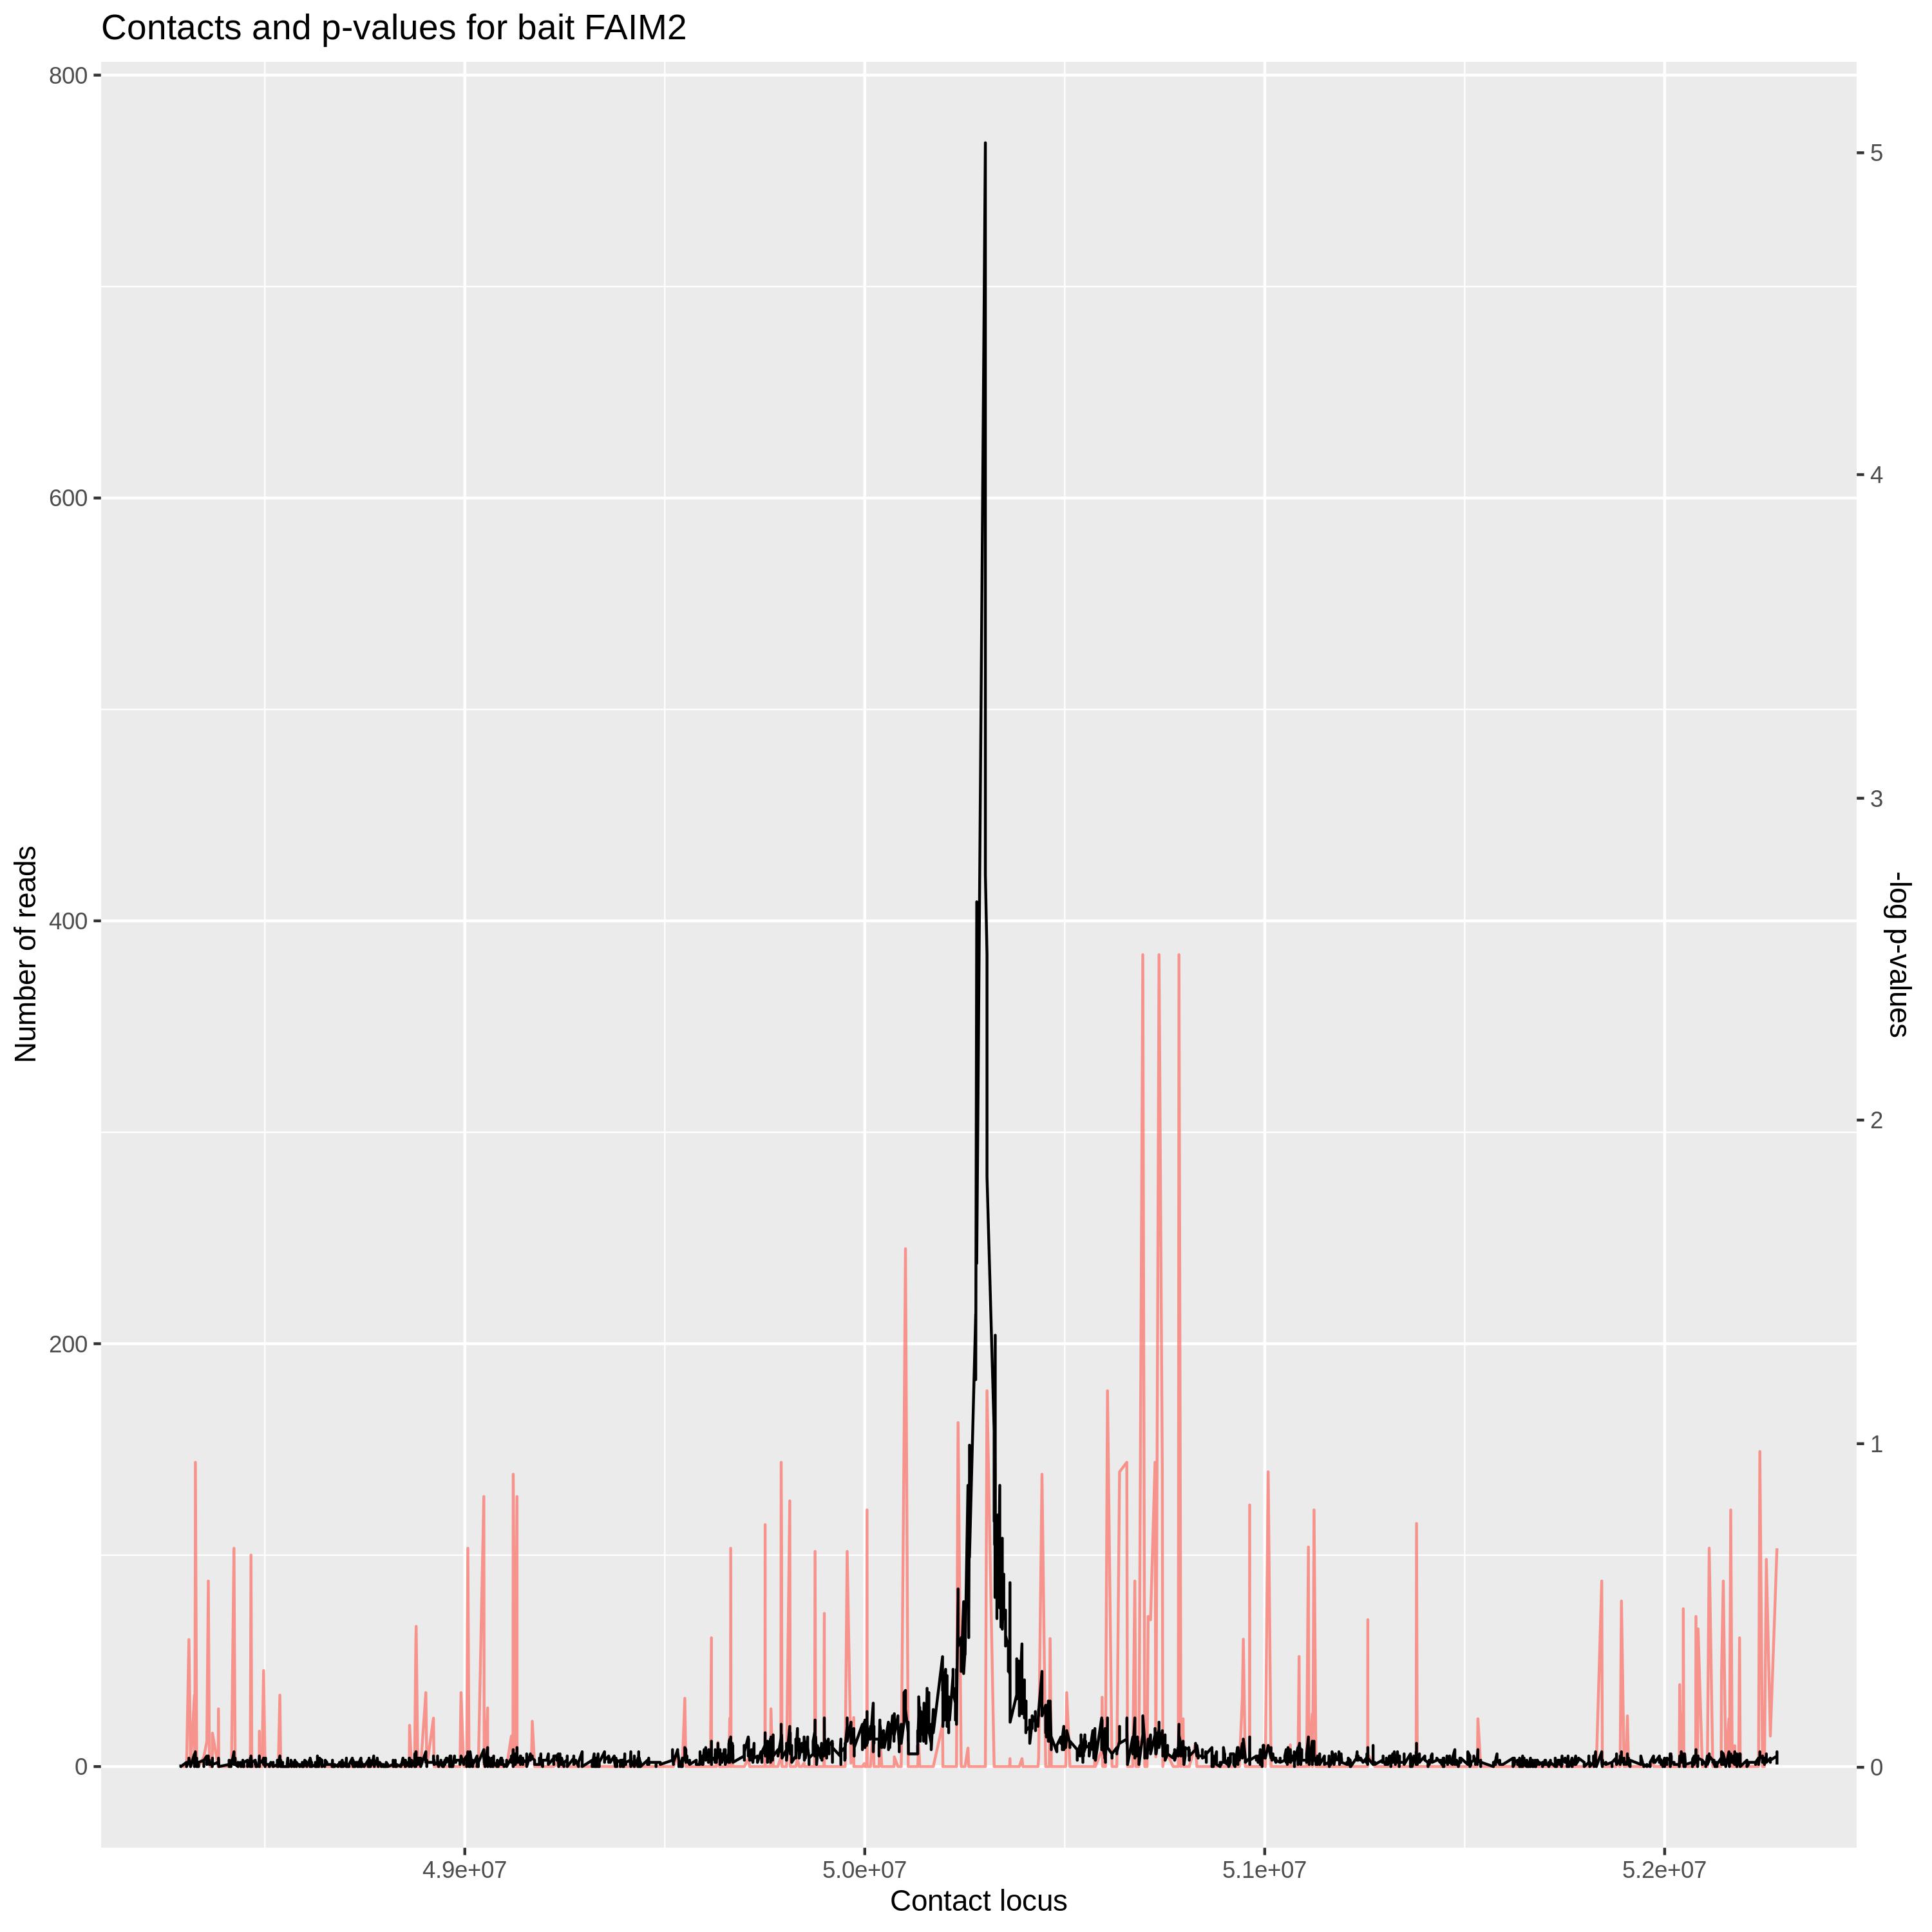 Contacts and p-values for bait FAIM2
800
600
400
200
0
Number of reads
5
4
3
2
1
0
-log p-values
4.9e+07 5.0e+07 5.1e+07 5.2e+07
Contact locus